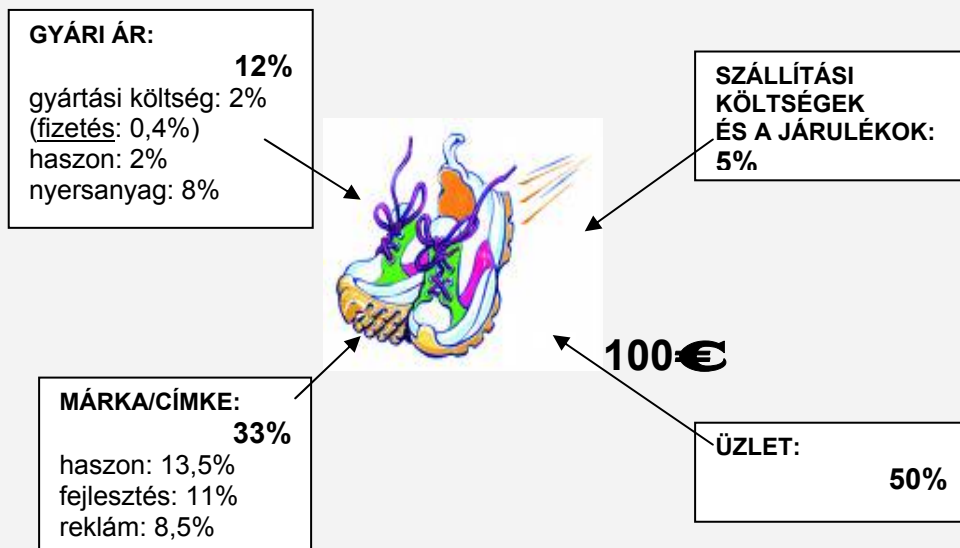 GYÁRI ÁR:
12%
gyártási költség: 2%
(fizetés: 0,4%)
haszon: 2%
nyersanyag: 8%
SZÁLLÍTÁSI
KÖLTSÉGEK
ÉS A JÁRULÉKOK:
5%
100€
MÁRKA/CÍMKE:
33%
haszon: 13,5%
fejlesztés: 11%
reklám: 8,5%
ÜZLET:
50%